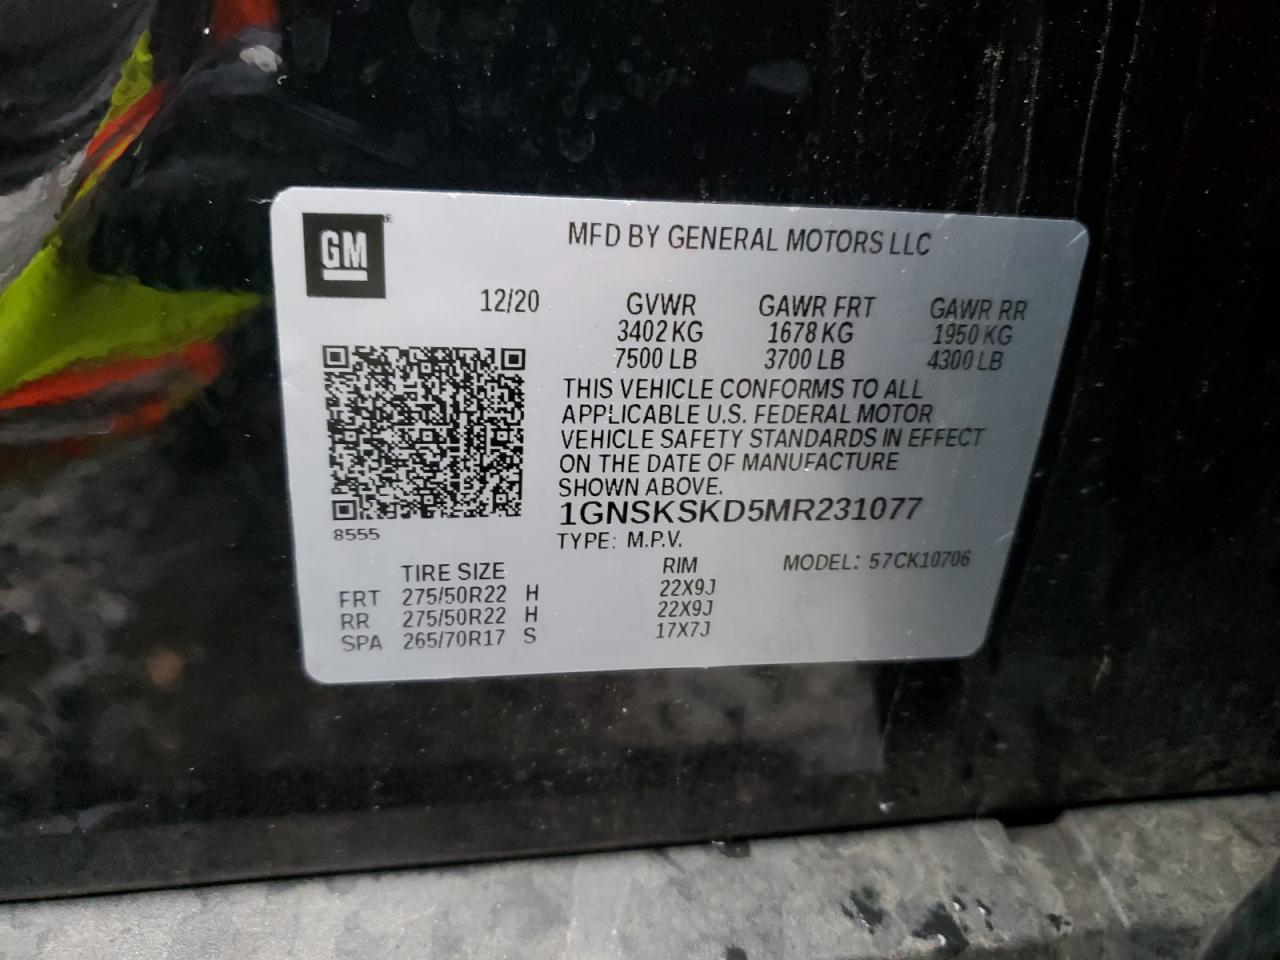 GM ®
MFD BY GENERAL MOTORS LLC
12/20 GVWR GAWR FRT GAWR RR
3402 KG 1678 KG 1950 KG
7500 LB 3700 LB 4300 LB
THIS VEHICLE CONFORMS TO ALL
APPLICABLE U.S. FEDERAL MOTOR
VEHICLE SAFETY STANDARDS IN EFFECT
ON THE DATE OF MANUFACTURE
SHOWN ABOVE.
1GNSKSKD5MR231077
8555
TYPE: M.P.V.
TIRE SIZE RIM MODEL: 57CK10706
FRT 275/50R22 H 22X9J
RR 275/50R22 H 22X9J
SPA 265/70R17 S 17X7J